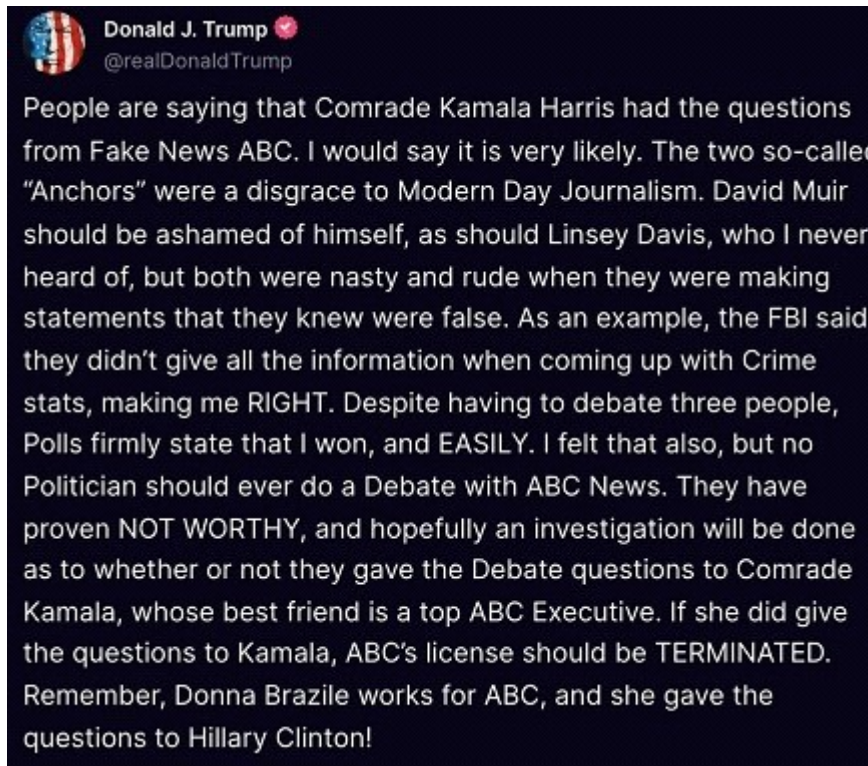 Donald J. Trump
@realDonaldTrump
People are saying that Comrade Kamala Harris had the questions
from Fake News ABC. I would say it is very likely. The two so-called
“Anchors” were a disgrace to Modern Day Journalism. David Muir
should be ashamed of himself, as should Linsey Davis, who I never
heard of, but both were nasty and rude when they were making
statements that they knew were false. As an example, the FBI said
they didn’t give all the information when coming up with Crime
stats, making me RIGHT. Despite having to debate three people,
Polls firmly state that I won, and EASILY. I felt that also, but no
Politician should ever do a Debate with ABC News. They have
proven NOT WORTHY, and hopefully an investigation will be done
as to whether or not they gave the Debate questions to Comrade
Kamala, whose best friend is a top ABC Executive. If she did give
the questions to Kamala, ABC’s license should be TERMINATED.
Remember, Donna Brazile works for ABC, and she gave the
questions to Hillary Clinton!